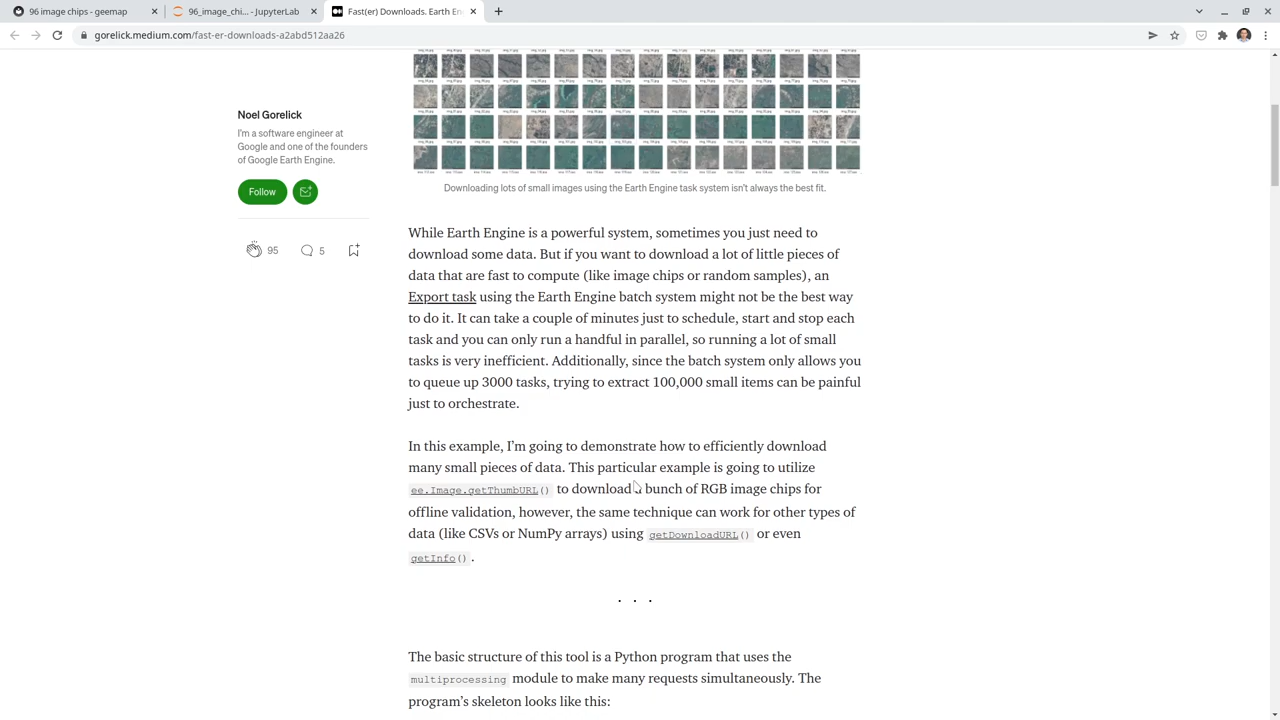 96 image chips - geemap
96_image_chi... - JupyterLab
Fast(er) Downloads. Earth En
gorelick.medium.com/fast-er-downloads-a2abd512aa26
Noel Gorelick
I'm a software engineer at
Google and one of the founders
of Google Earth Engine.
Follow
95
5
Downloading lots of small images using the Earth Engine task system isn't always the best fit.
While Earth Engine is a powerful system, sometimes you just need to
download some data. But if you want to download a lot of little pieces of
data that are fast to compute (like image chips or random samples), an
Export task using the Earth Engine batch system might not be the best way
to do it. It can take a couple of minutes just to schedule, start and stop each
task and you can only run a handful in parallel, so running a lot of small
tasks is very inefficient. Additionally, since the batch system only allows you
to queue up 3000 tasks, trying to extract 100,000 small items can be painful
just to orchestrate.
In this example, I'm going to demonstrate how to efficiently download
many small pieces of data. This particular example is going to utilize
ee.Image.getThumbURL() to download a bunch of RGB image chips for
offline validation, however, the same technique can work for other types of
data (like CSVs or NumPy arrays) using getDownloadURL() or even
getInfo().
. . .
The basic structure of this tool is a Python program that uses the
multiprocessing module to make many requests simultaneously. The
program's skeleton looks like this: